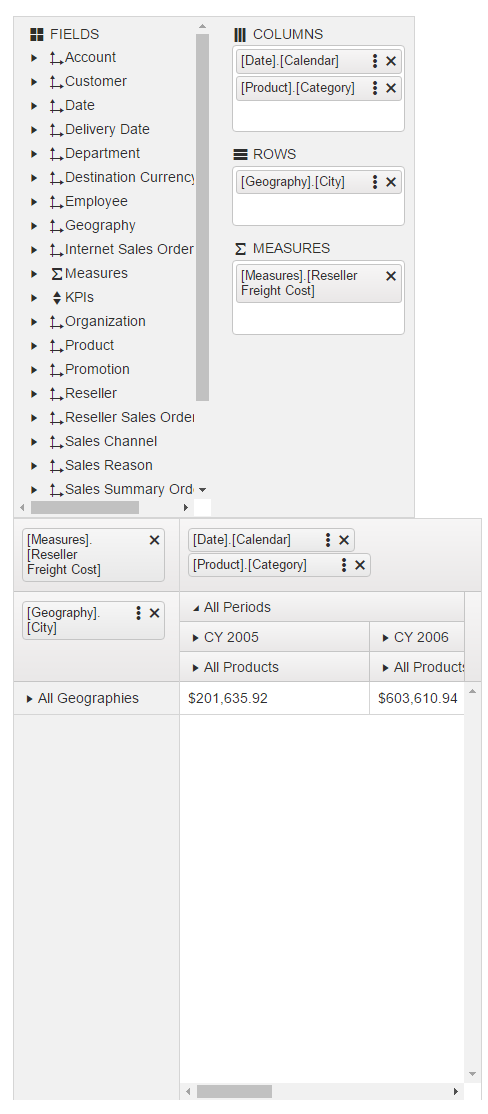 FIELDS
Account
Customer
Date
Delivery Date
Department
Destination Currency
Employee
Geography
Internet Sales Order
Measures
KPIs
Organization
Product
Promotion
Reseller
Reseller Sales Order
Sales Channel
Sales Reason
Sales Summary Ord
COLUMNS
[Date].[Calendar]
[Product].[Category]
ROWS
[Geography].[City]
MEASURES
[Measures].[Reseller
Freight Cost]
[Measures].
[Reseller
Freight Cost]
[Date].[Calendar]
[Product].[Category]
[Geography].
[City]
All Periods
CY 2005 CY 2006
All Products All Products
All Geographies $201,635.92 $603,610.94